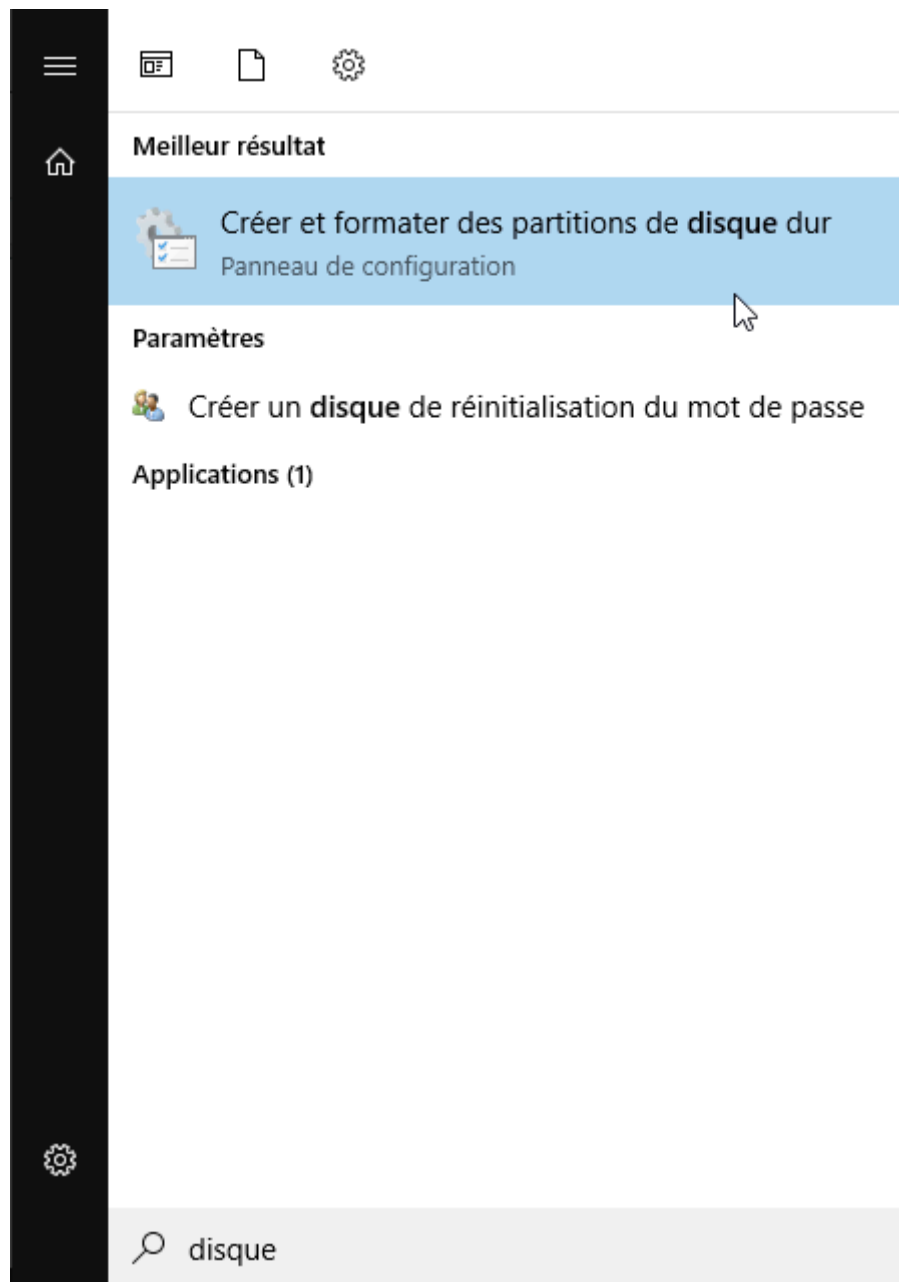 Meilleur résultat
Créer et formater des partitions de disque dur
Panneau de configuration
Paramètres
Créer un disque de réinitialisation du mot de passe
Applications (1)
disque